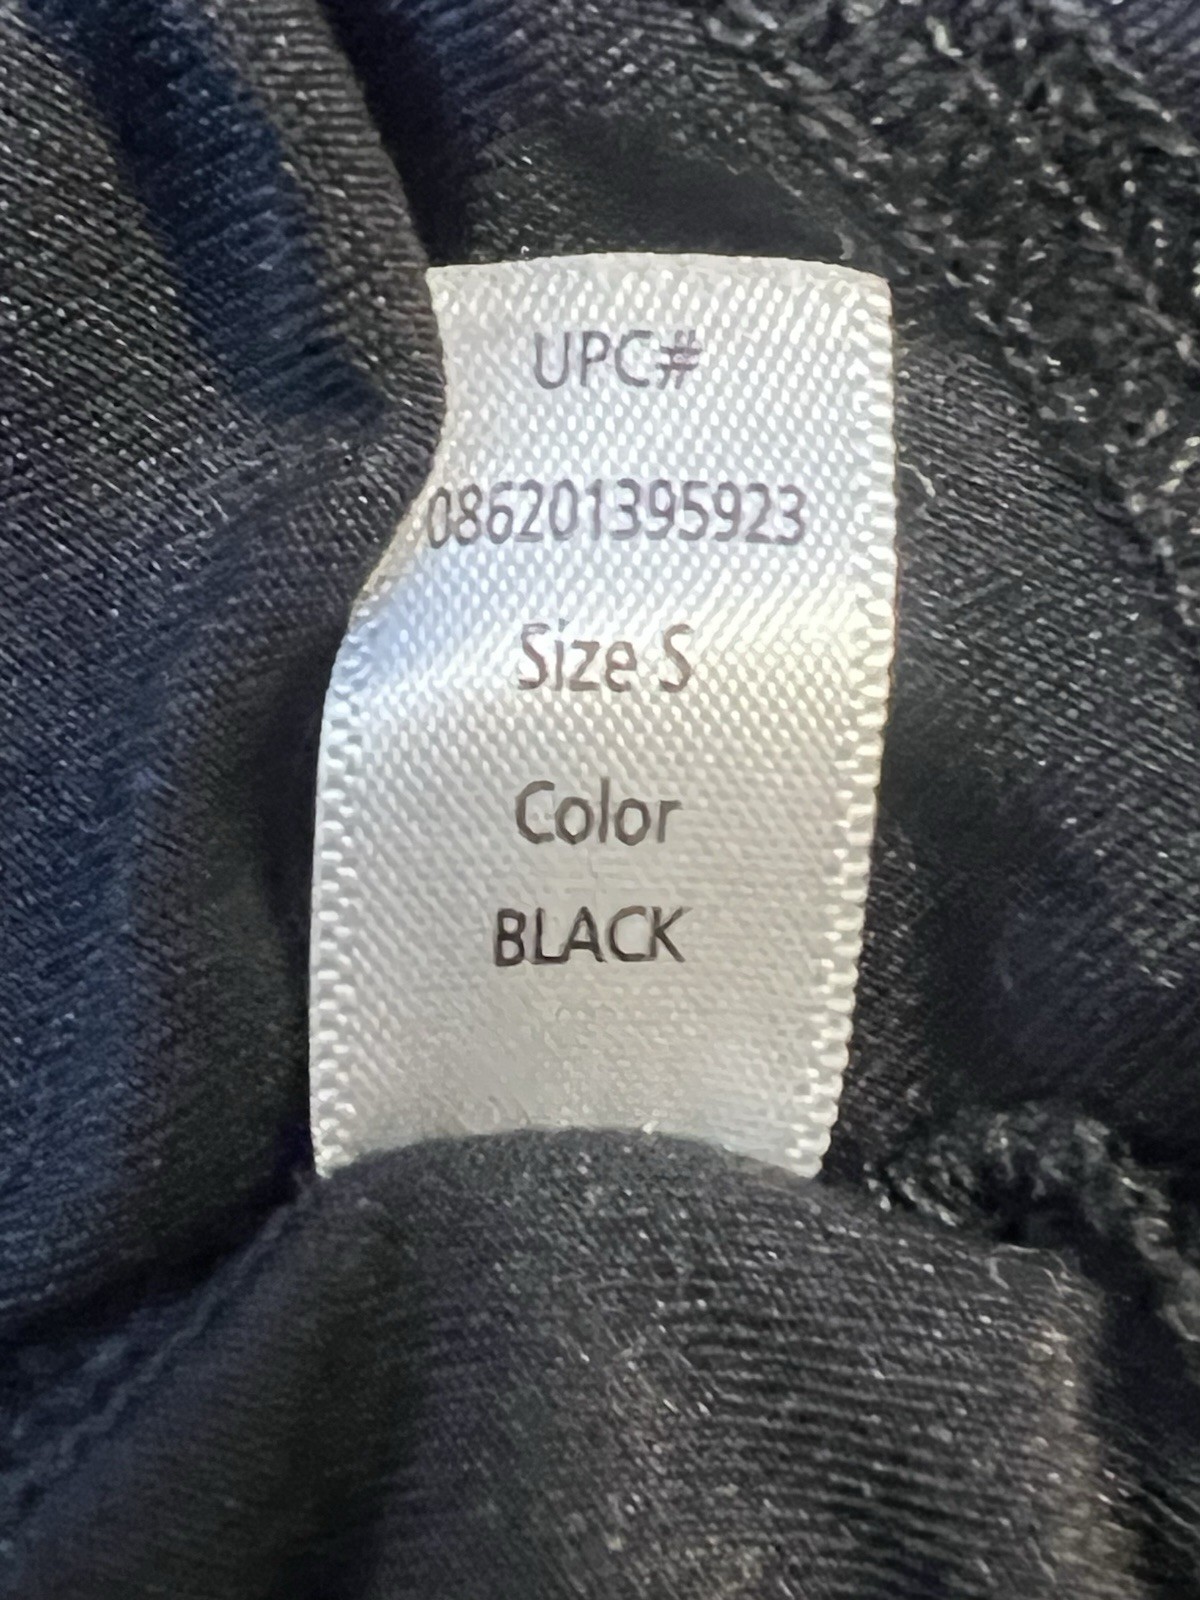 UPC#
086201395923
Size S
Color
BLACK